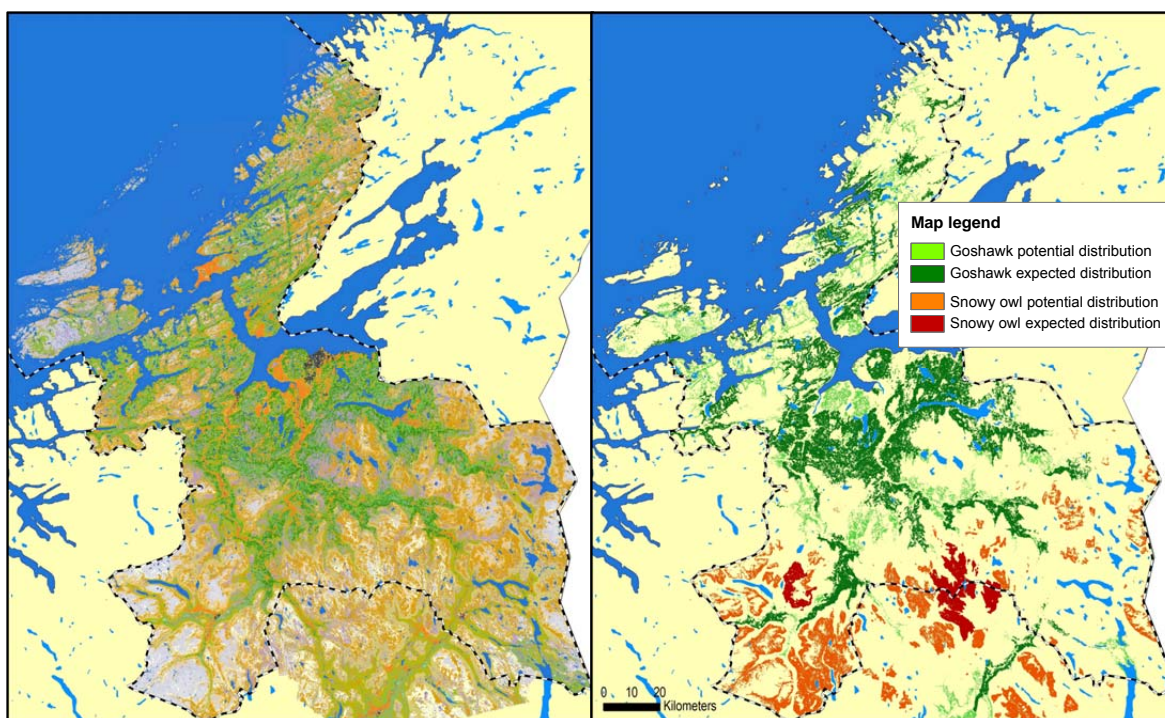 Map legend
Goshawk potential distribution
Goshawk expected distribution
Snowy owl potential distribution
Snowy owl expected distribution
0 10 20
Kilometers